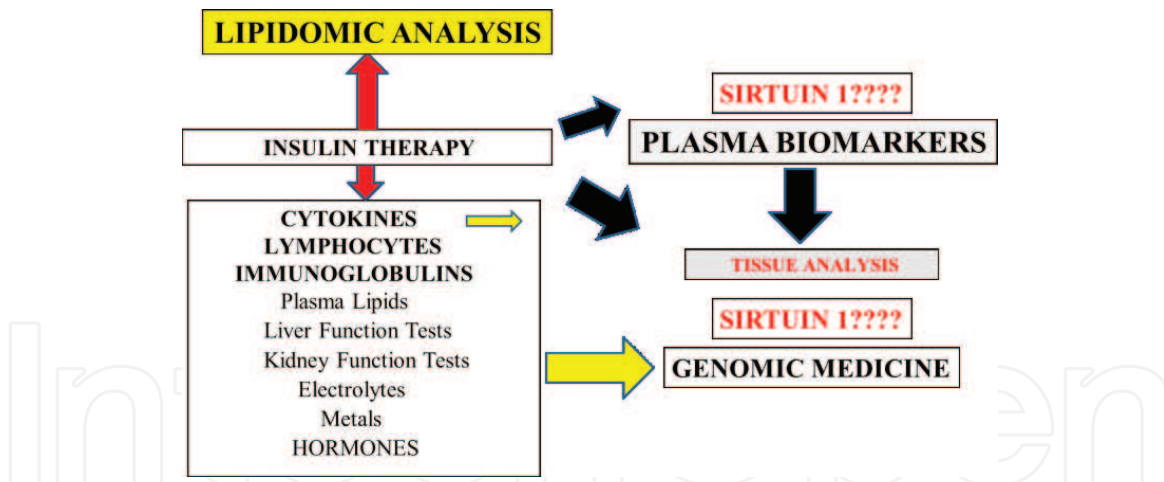 LIPIDOMIC ANALYSIS
INSULIN THERAPY
CYTOKINES
LYMPHOCYTES
IMMUNOGLOBULINS
Plasma Lipids
Liver Function Tests
Kidney Function Tests
Electrolytes
Metals
HORMONES
SIRTUIN 1????
PLASMA BIOMARKERS
TISSUE ANALYSIS
SIRTUIN 1????
GENOMIC MEDICINE